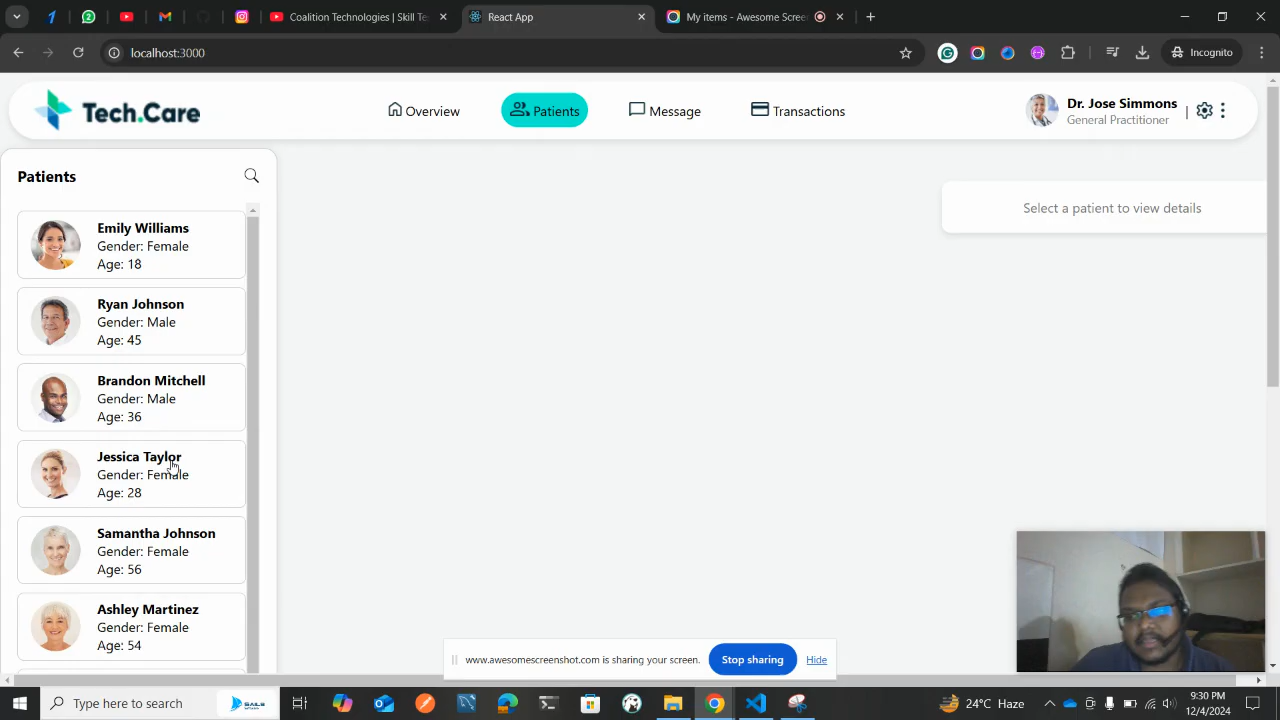 Coalition Technologies | Skill Te
React App
My items - Awesome Screen
localhost:3000
Incognito
Tech.Care
Overview
Patients
Message
Transactions
Dr. Jose Simmons
General Practitioner
Patients
Select a patient to view details
Emily Williams
Gender: Female
Age: 18
Ryan Johnson
Gender: Male
Age: 45
Brandon Mitchell
Gender: Male
Age: 36
Jessica Taylor
Gender: Female
Age: 28
Samantha Johnson
Gender: Female
Age: 56
Ashley Martinez
Gender: Female
Age: 54
www.awesomescreenshot.com is sharing your screen.
Stop sharing
Hide
Type here to search
24°C Haze
9:30 PM
12/4/2024